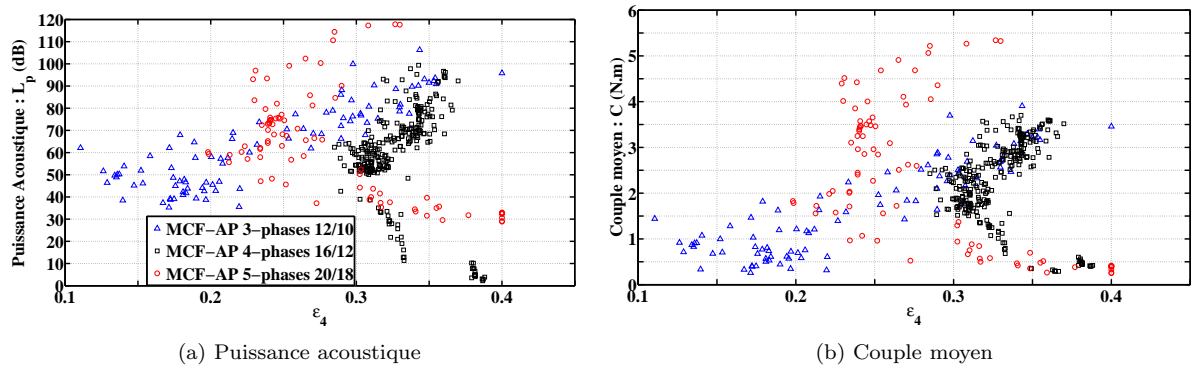 120
110
100
90
80
70
60
50
40
30
20
10
0
Puissance Acoustique : L_p (dB)
MCF−AP 3−phases 12/10
MCF−AP 4−phases 16/12
MCF−AP 5−phases 20/18
0.1 0.2 0.3 0.4
ε_4
(a) Puissance acoustique
6
5
4
3
2
1
0
Couple moyen : C (N.m)
0.1 0.2 0.3 0.4
ε_4
(b) Couple moyen